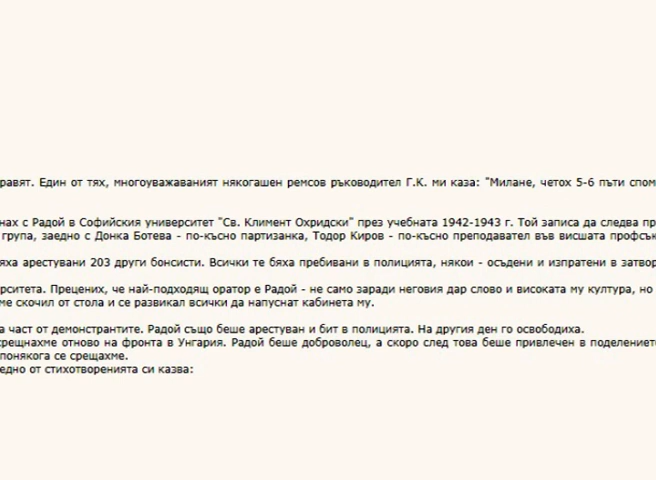 равят. Един от тях, многоуважаваният някогашен ремсов ръководител Г.К. ми каза: "Милане, четох 5-6 пъти спом
нах с Радой в Софийския университет "Св. Климент Охридски" през учебната 1942-1943 г. Той записа да следва пр
група, заедно с Донка Ботева - по-късно партизанка, Тодор Киров - по-късно преподавател във висшата профсъю
яха арестувани 203 други бонсисти. Всички те бяха пребивани в полицията, някои - осъдени и изпратени в затвор
рситета. Прецених, че най-подходящ оратор е Радой - не само заради неговия дар слово и високата му култура, но
ме скочил от стола и се развикал всички да напуснат кабинета му.
а част от демонстрантите. Радой също беше арестуван и бит в полицията. На другия ден го освободиха.
срещнахме отново на фронта в Унгария. Радой беше доброволец, а скоро след това беше привлечен в поделениет
понякога се срещахме.
едно от стихотворенията си казва: